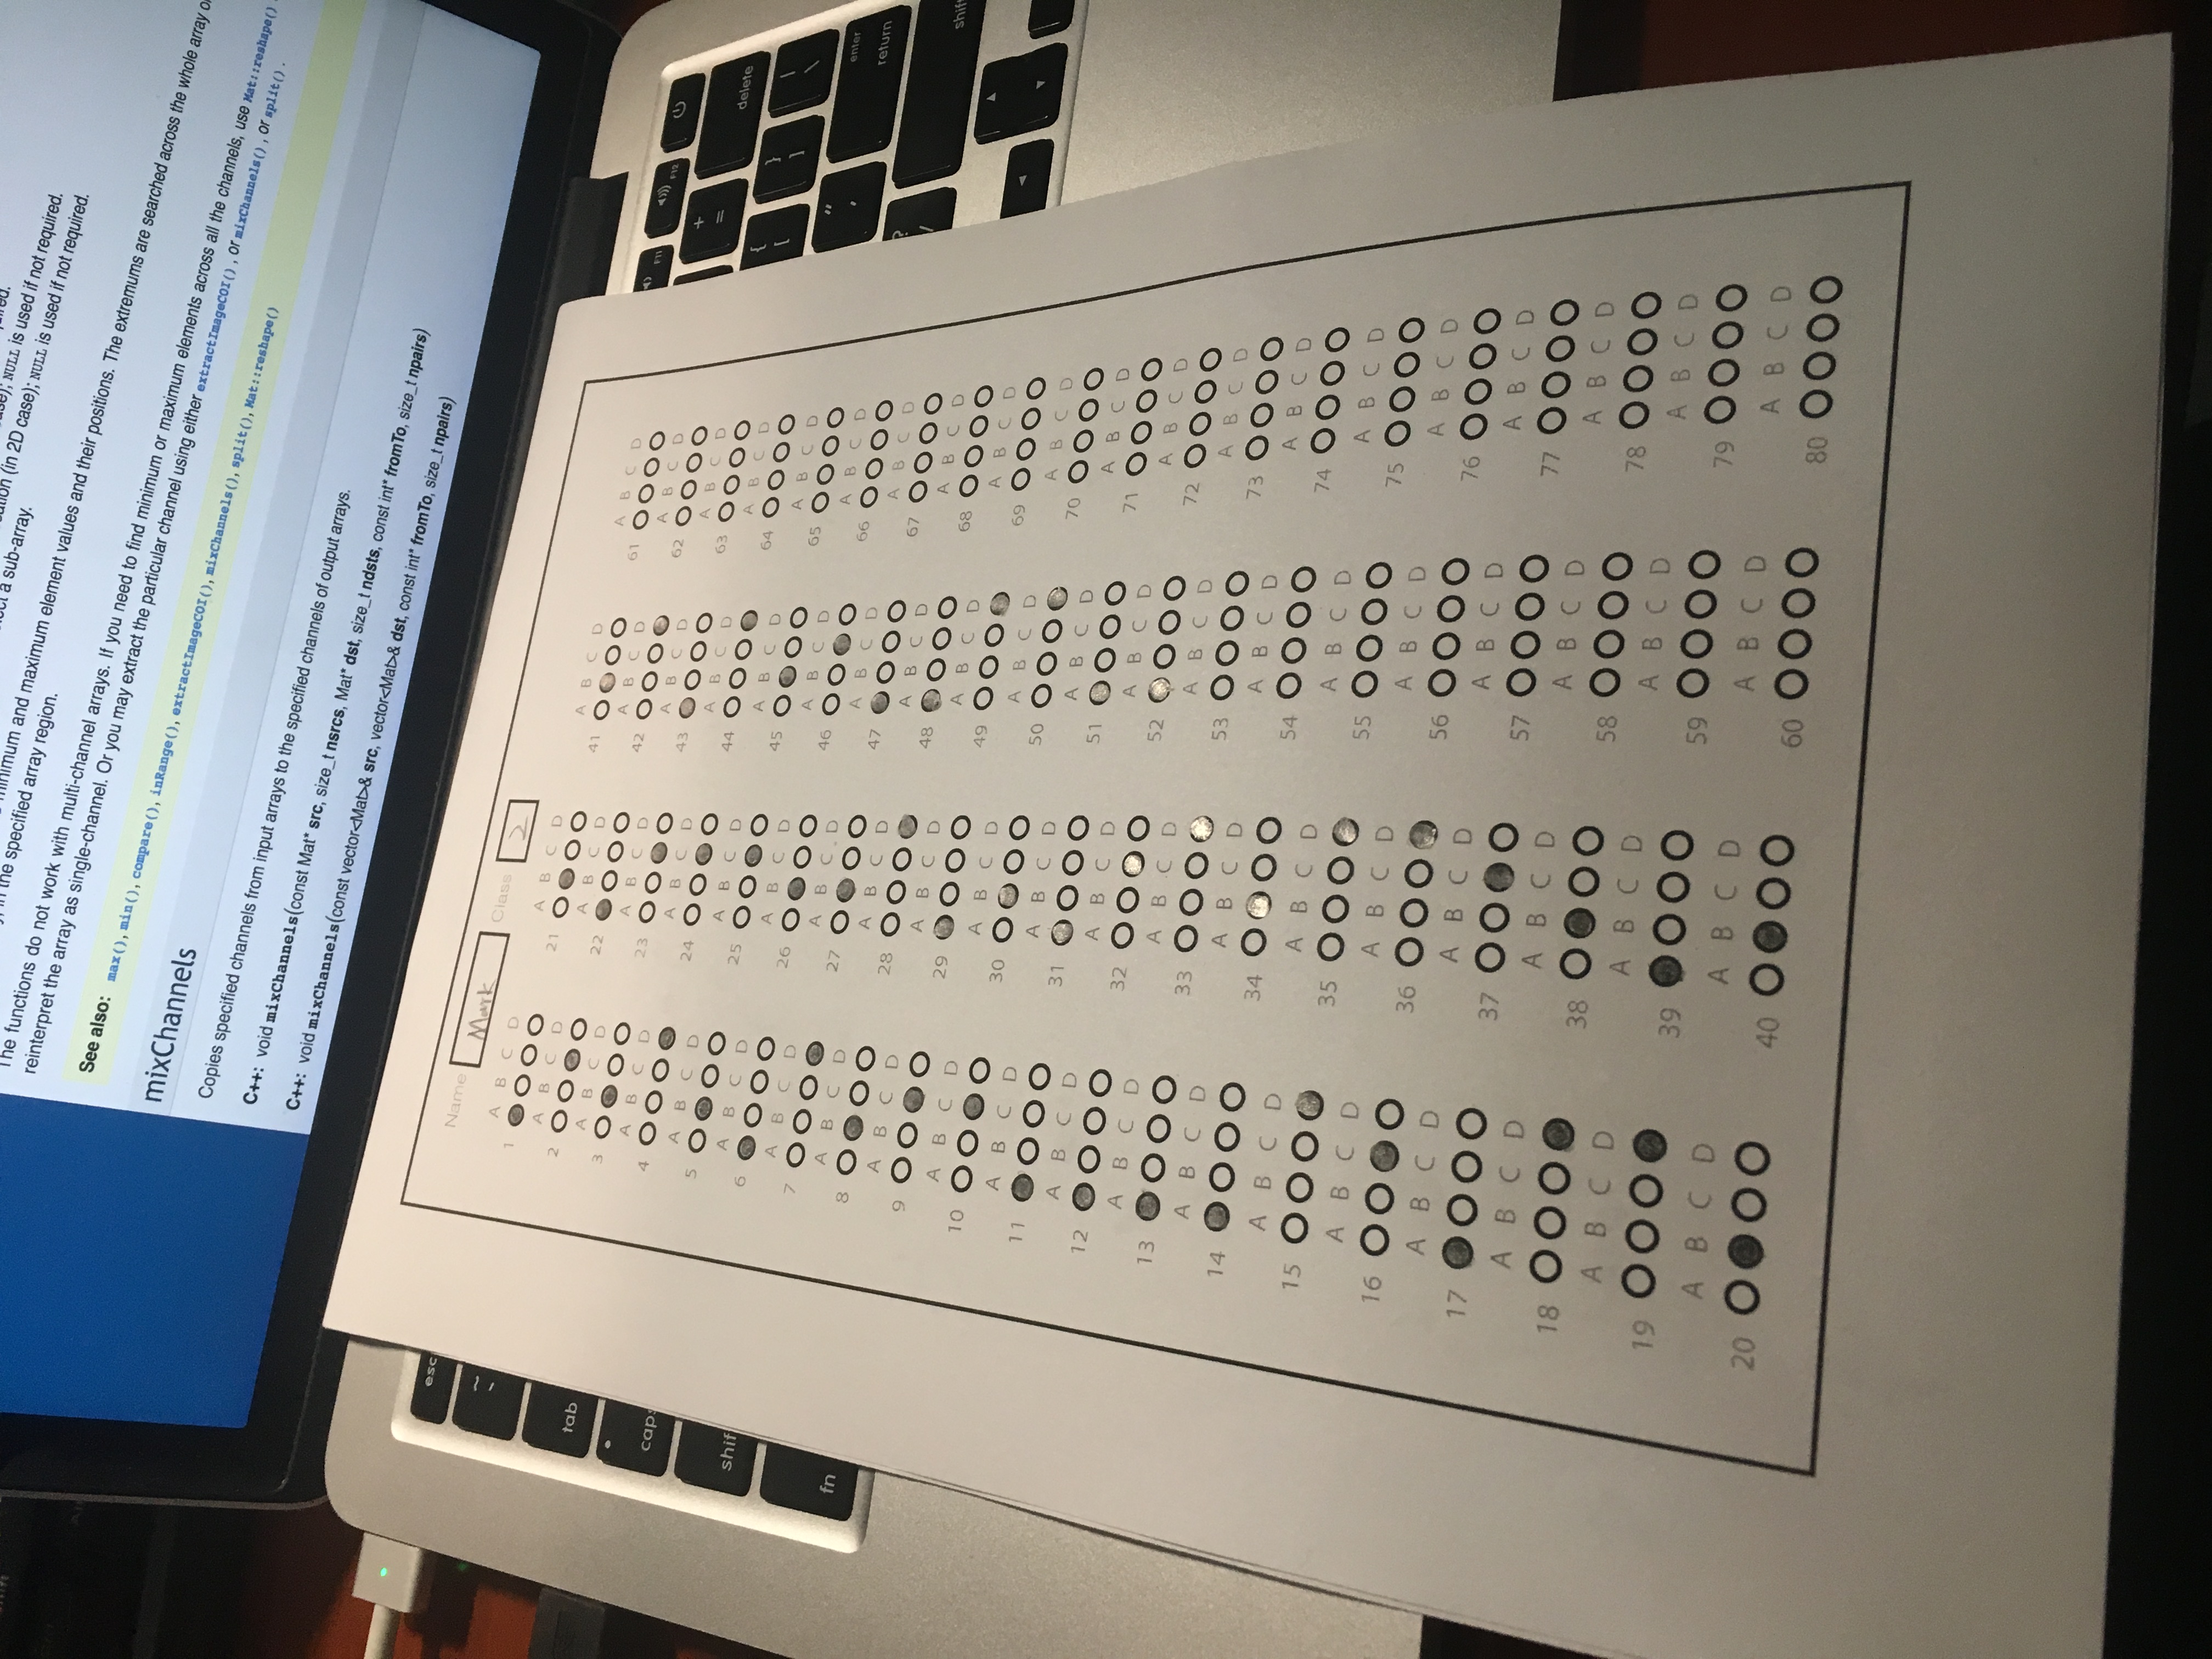 is used if not required.
ation (in 2D case); NULL is used if not required.
a sub-array.
minimum and maximum element values and their positions. The extremums are searched across the whole array or
in the specified array region.
The functions do not work with multi-channel arrays. If you need to find minimum or maximum elements across all the channels, use Mat::reshape()
reinterpret the array as single-channel. Or you may extract the particular channel using either extractImageCOI() , or mixChannels() , or split() .
See also: max(), min(), compare(), inRange(), extractImageCOI(), mixChannels(), split(), Mat::reshape()
mixChannels
Copies specified channels from input arrays to the specified channels of output arrays.
C++: void mixChannels(const Mat* src, size_t nsrcs, Mat* dst, size_t ndsts, const int* fromTo, size_t npairs)
C++: void mixChannels(const vector<Mat>& src, vector<Mat>& dst, const int* fromTo, size_t npairs)
esc
~
tab
caps
shift
fn
F11
F12
+
=
delete
{
[
}
]
|
\
"
'
enter
return
?
/
shift
Name Mark Class 2
A B C D
1
A B C D
2
A B C D
3
A B C D
4
A B C D
5
A B C D
6
A B C D
7
A B C D
8
A B C D
9
A B C D
10
A B C D
11
A B C D
12
A B C D
13
A B C D
14
A B C D
15
A B C D
16
A B C D
17
A B C D
18
A B C D
19
A B C D
20
A B C D
21
A B C D
22
A B C D
23
A B C D
24
A B C D
25
A B C D
26
A B C D
27
A B C D
28
A B C D
29
A B C D
30
A B C D
31
A B C D
32
A B C D
33
A B C D
34
A B C D
35
A B C D
36
A B C D
37
A B C D
38
A B C D
39
A B C D
40
A B C D
41
A B C D
42
A B C D
43
A B C D
44
A B C D
45
A B C D
46
A B C D
47
A B C D
48
A B C D
49
A B C D
50
A B C D
51
A B C D
52
A B C D
53
A B C D
54
A B C D
55
A B C D
56
A B C D
57
A B C D
58
A B C D
59
A B C D
60
A B C D
61
A B C D
62
A B C D
63
A B C D
64
A B C D
65
A B C D
66
A B C D
67
A B C D
68
A B C D
69
A B C D
70
A B C D
71
A B C D
72
A B C D
73
A B C D
74
A B C D
75
A B C D
76
A B C D
77
A B C D
78
A B C D
79
A B C D
80